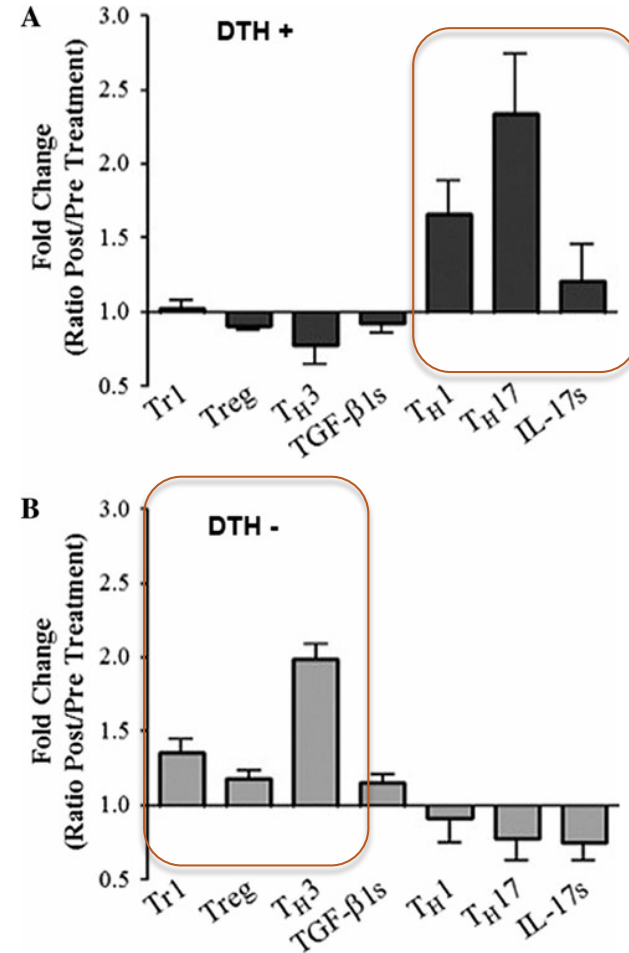 A
DTH +
Fold Change
(Ratio Post/Pre Treatment)
3.0
2.5
2.0
1.5
1.0
0.5
Tr1 Treg TH3 TGF-β1s TH1 TH17 IL-17s
B
DTH -
Fold Change
(Ratio Post/Pre Treatment)
3.0
2.5
2.0
1.5
1.0
0.5
Tr1 Treg TH3 TGF-β1s TH1 TH17 IL-17s